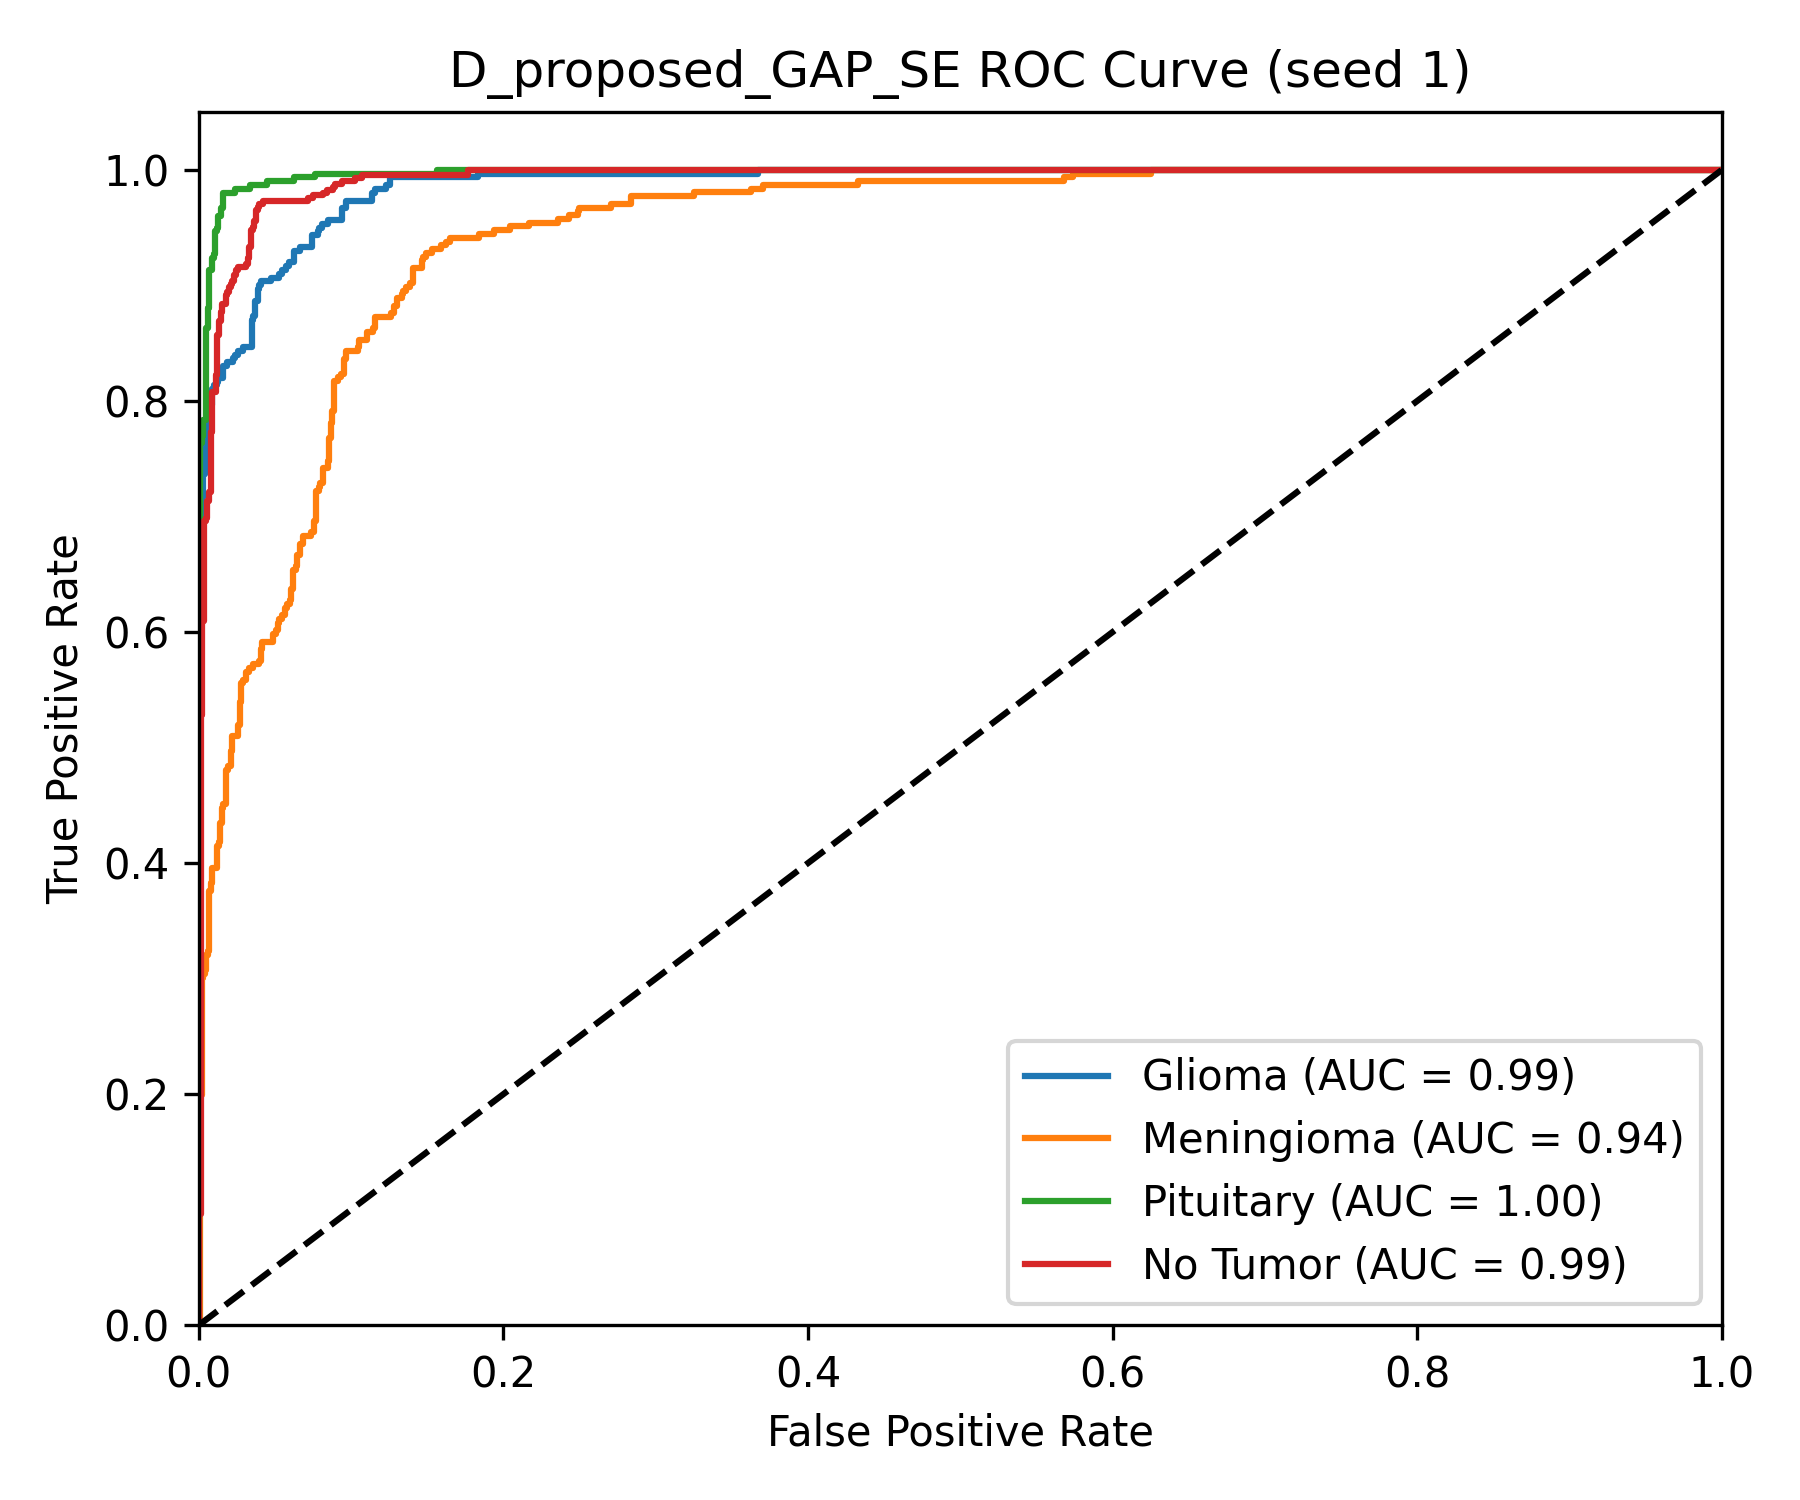 D_proposed_GAP_SE ROC Curve (seed 1)
1.0
0.8
0.6
0.4
0.2
0.0
True Positive Rate
Glioma (AUC = 0.99)
Meningioma (AUC = 0.94)
Pituitary (AUC = 1.00)
No Tumor (AUC = 0.99)
0.0 0.2 0.4 0.6 0.8 1.0
False Positive Rate